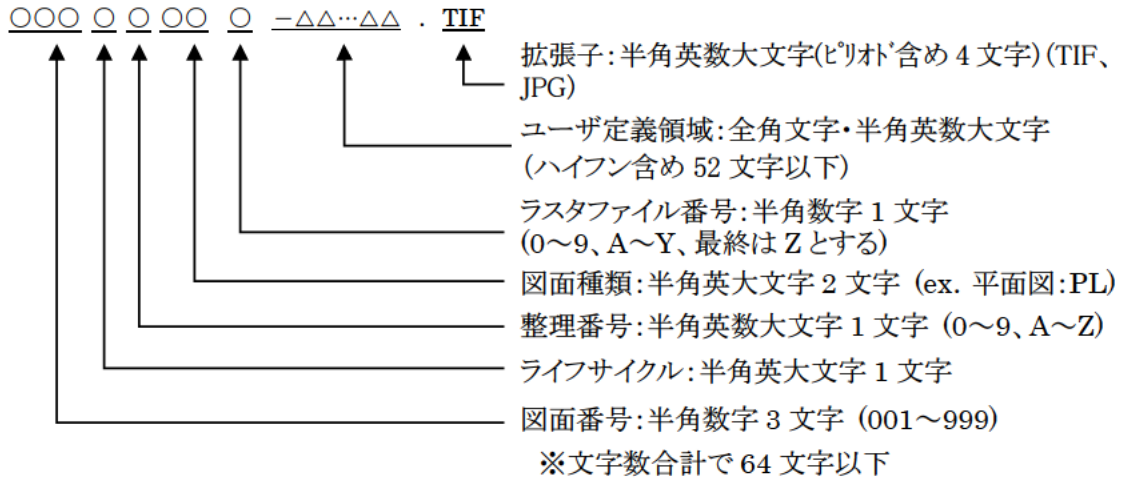 ○○○ ○ ○ ○○ ○ －△△…△△ . TIF
拡張子：半角英数大文字(ﾋﾟﾘｵﾄﾞ含め 4 文字) (TIF、
JPG)
ユーザ定義領域：全角文字・半角英数大文字
（ハイフン含め 52 文字以下）
ラスタファイル番号：半角数字 1 文字
(0～9、A～Y、最終は Z とする)
図面種類：半角英大文字 2 文字 (ex. 平面図：PL)
整理番号：半角英数大文字 1 文字 (0～9、A～Z)
ライフサイクル：半角英大文字 1 文字
図面番号：半角数字 3 文字 (001～999)
※文字数合計で 64 文字以下